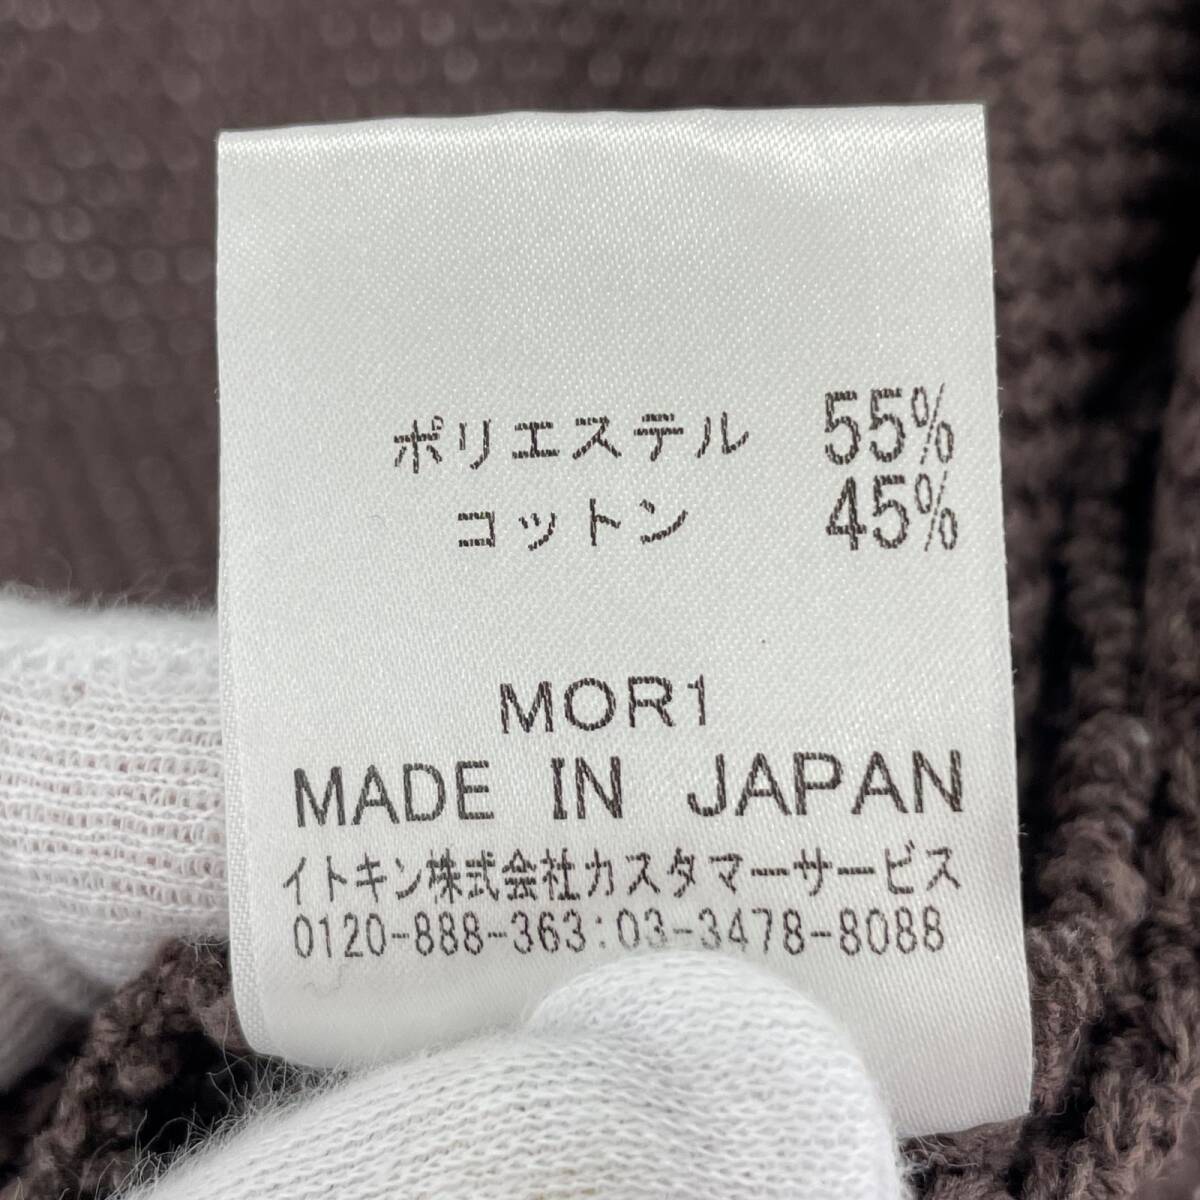 ポリエステル 55%
コットン 45%
MOR1
MADE IN JAPAN
イトキン株式会社カスタマーサービス
0120-888-363:03-3478-8088